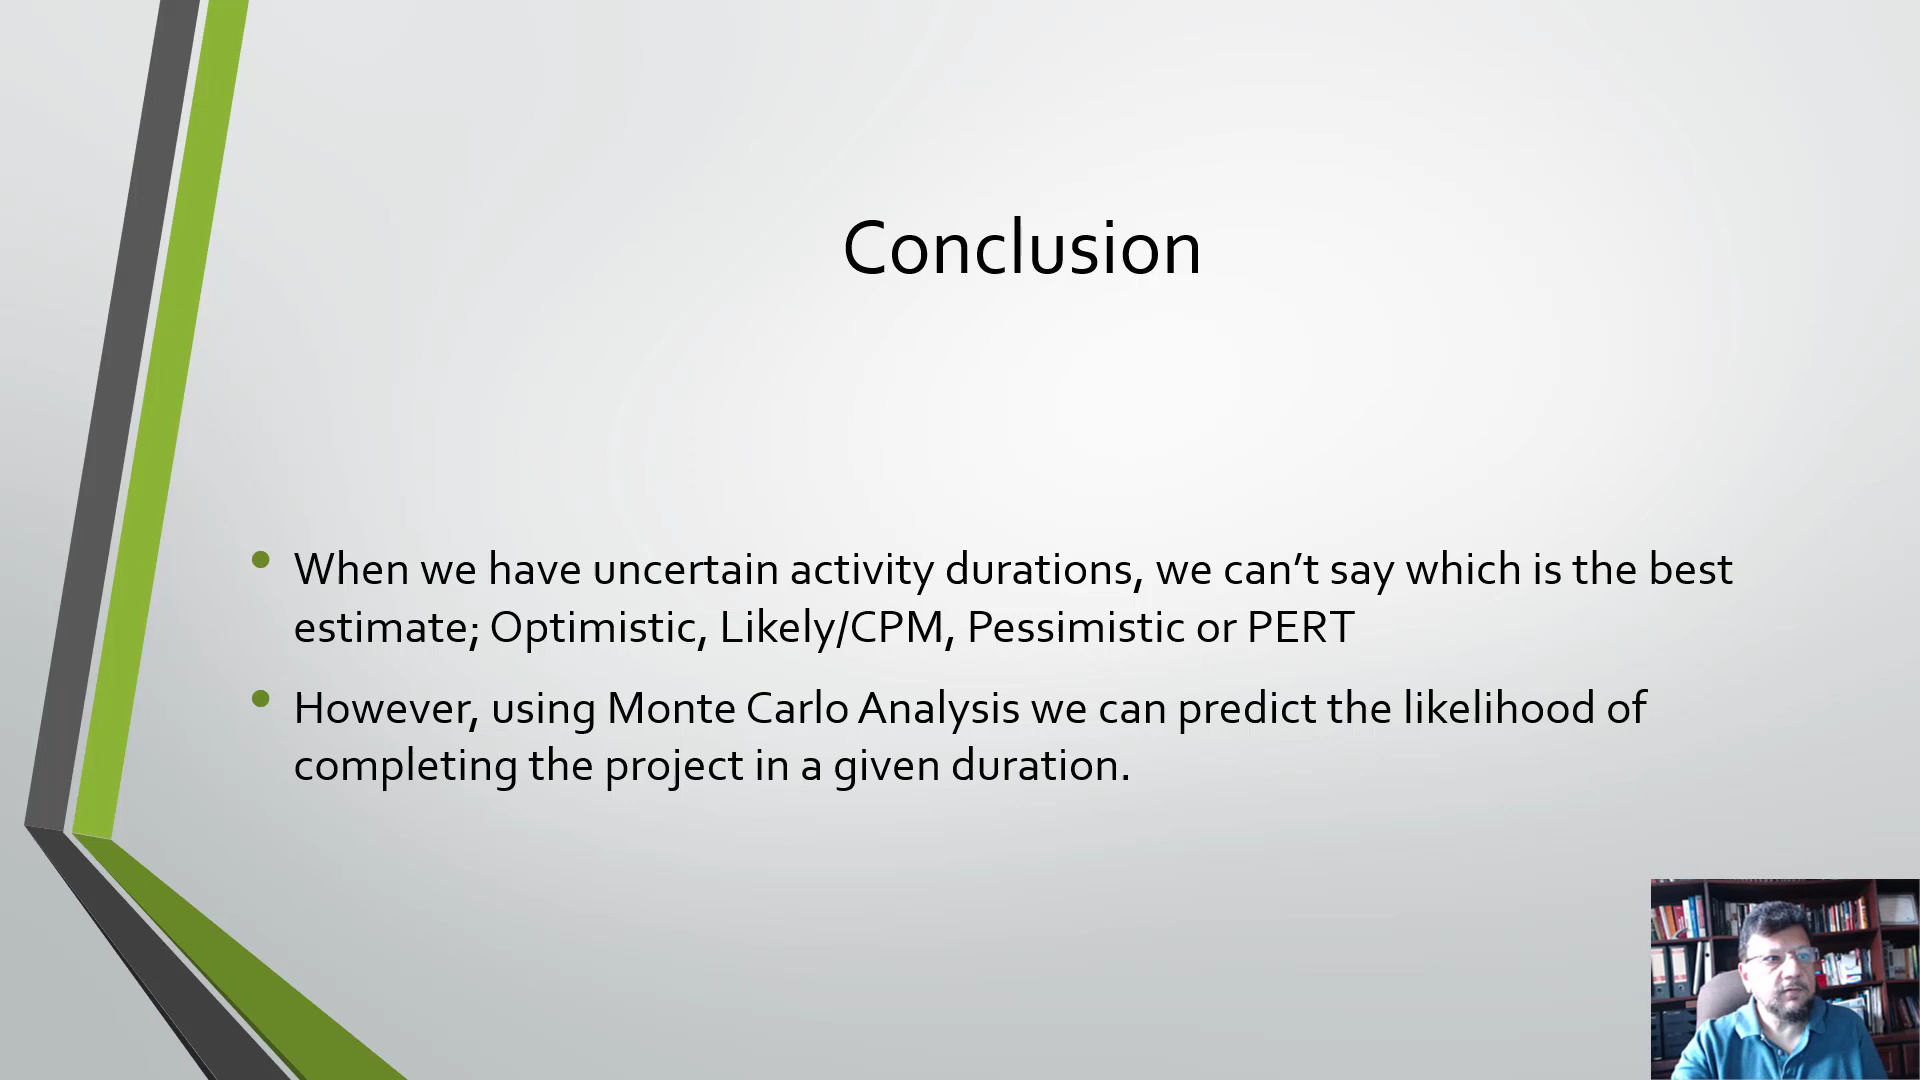 Conclusion
When we have uncertain activity durations, we can’t say which is the best
estimate; Optimistic, Likely/CPM, Pessimistic or PERT
However, using Monte Carlo Analysis we can predict the likelihood of
completing the project in a given duration.